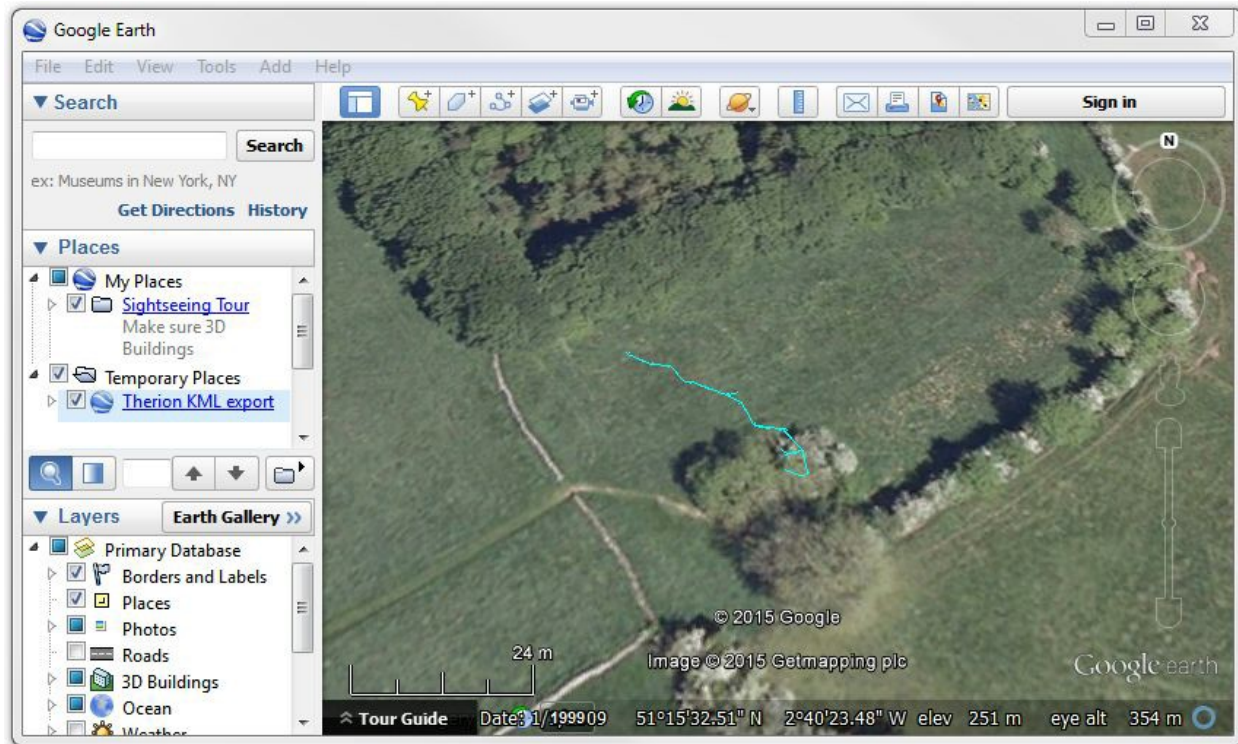 Google Earth
File Edit View Tools Add Help
▼ Search
Search
ex: Museums in New York, NY
Get Directions History
▼ Places
My Places
Sightseeing Tour
Make sure 3D
Buildings
Temporary Places
Therion KML export
▼ Layers
Earth Gallery >>
Primary Database
Borders and Labels
Places
Photos
Roads
3D Buildings
Ocean
Weather
Sign in
N
© 2015 Google
24 m
Image © 2015 Getmapping plc
Google earth
Tour Guide
1999
51°15'32.51" N 2°40'23.48" W elev 251 m eye alt 354 m